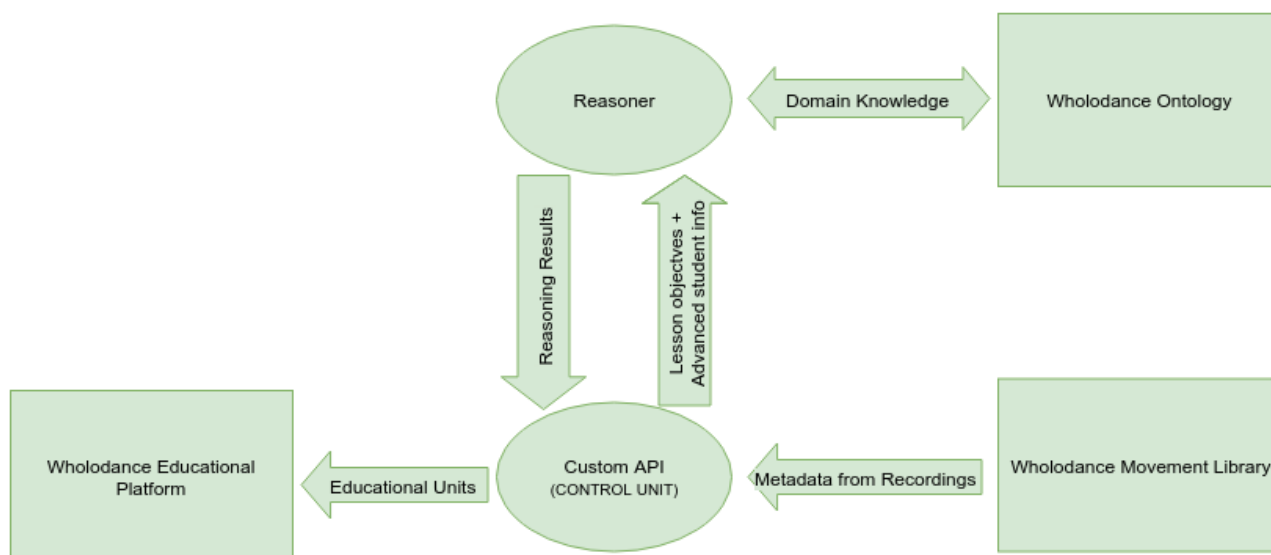 Reasoner
Domain Knowledge
Wholodance Ontology
Reasoning Results
Lesson objectves +
Advanced student info
Wholodance Educational
Platform
Educational Units
Custom API
(CONTROL UNIT)
Metadata from Recordings
Wholodance Movement Library